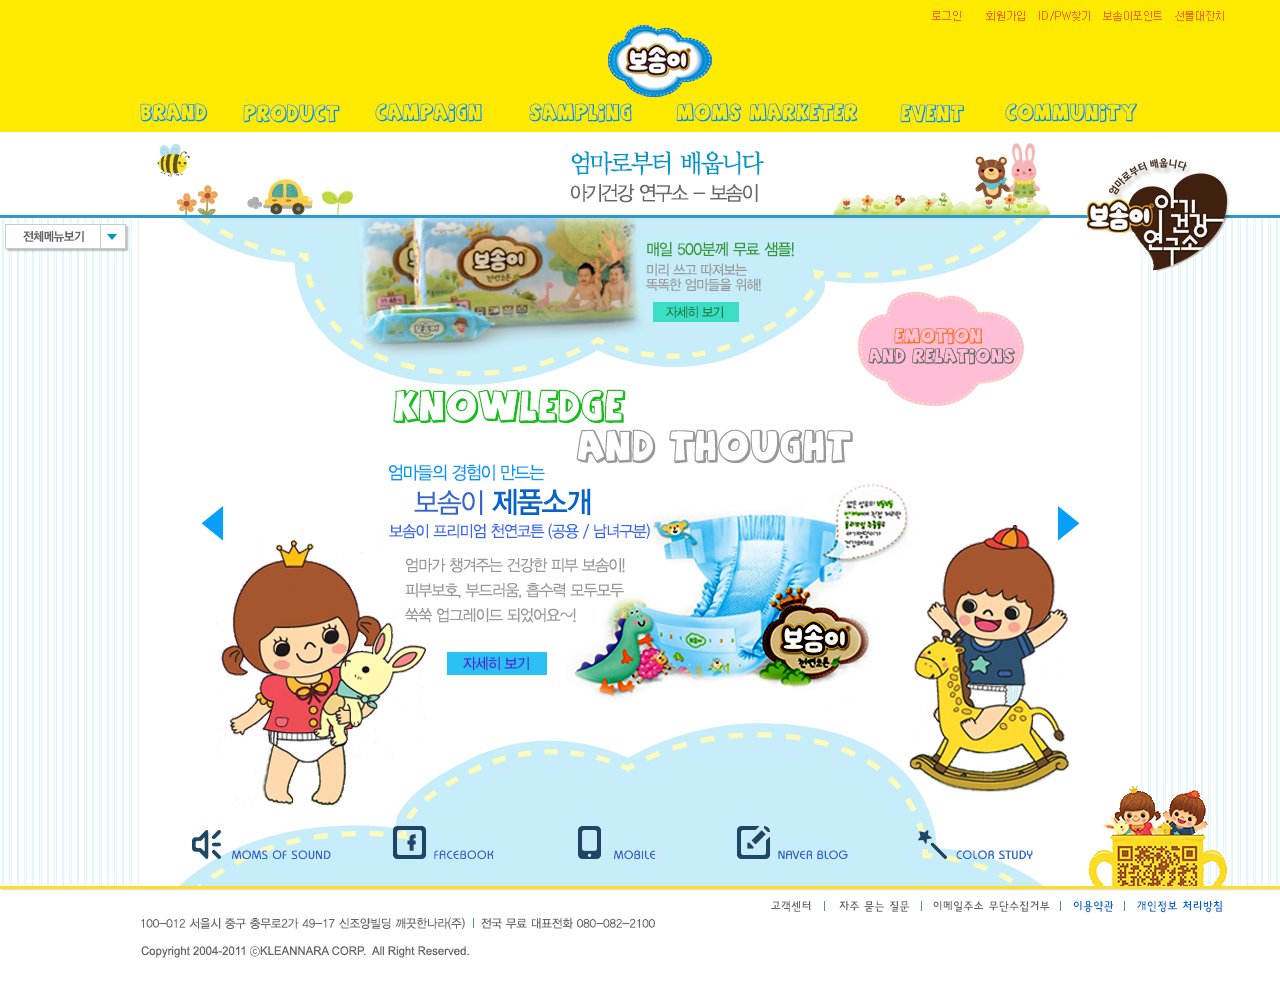 로그인 회원가입 ID/PW찾기 보솜이포인트 선물대잔치
보솜이
BRAND PRODUCT CAMPAiGN SAMPLiNG MOMS MARKETER EVENT COMMUNiTY
엄마로부터 배웁니다
아기건강 연구소 – 보솜이
엄마로부터 배웁니다
보솜이 아기건강연구소
전체메뉴보기
보솜이
매일 500분께 무료 샘플!
미리 쓰고 따져보는
똑똑한 엄마들을 위해!
자세히 보기
EMOTiON
AND RELATiONS
KNOWLEDGE
AND THOUGHT
엄마들의 경험이 만드는
보솜이 제품소개
보솜이 프리미엄 천연코튼 (공용 / 남녀구분)
엄마가 챙겨주는 건강한 피부 보솜이!
피부보호, 부드러움, 흡수력 모두모두
쑥쑥 업그레이드 되었어요~!
자세히 보기
보솜이
천연코튼
MOMS OF SOUND FACEBOOK MOBILE NAVER BLOG COLOR STUDY
고객센터 | 자주 묻는 질문 | 이메일주소 무단수집거부 | 이용약관 | 개인정보 처리방침
100-012 서울시 중구 충무로2가 49-17 신조양빌딩 깨끗한나라(주) | 전국 무료 대표전화 080-082-2100
Copyright 2004-2011 ⓒKLEANNARA CORP. All Right Reserved.